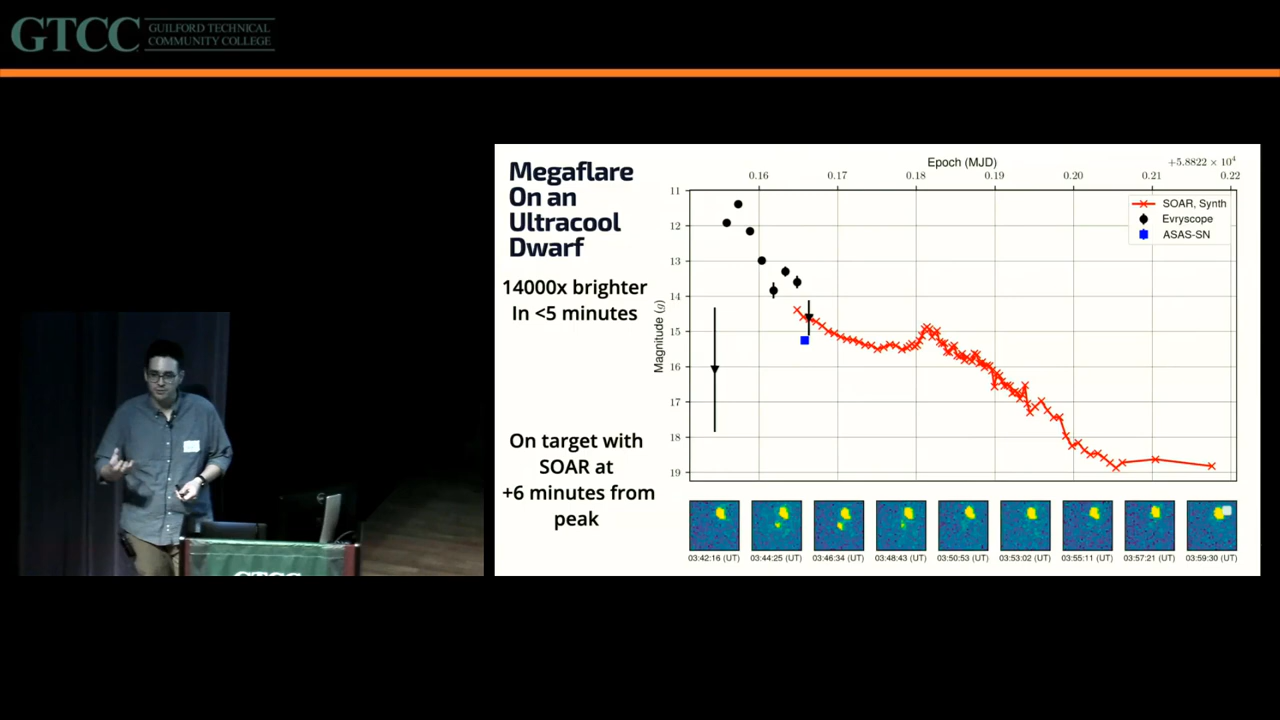 GTCC
GUILFORD TECHNICAL
COMMUNITY COLLEGE
Megaflare
On an
Ultracool
Dwarf
14000x brighter
In <5 minutes
On target with
SOAR at
+6 minutes from
peak
Epoch (MJD)
+5.8822 × 10⁴
0.16 0.17 0.18 0.19 0.20 0.21 0.22
Magnitude (g)
11
12
13
14
15
16
17
18
19
SOAR, Synth
Evryscope
ASAS-SN
03:42:16 (UT) 03:44:25 (UT) 03:46:34 (UT) 03:48:43 (UT) 03:50:53 (UT) 03:53:02 (UT) 03:55:11 (UT) 03:57:21 (UT) 03:59:30 (UT)
GTCC